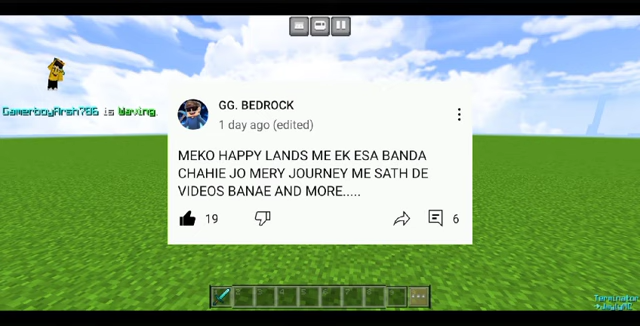 GamerboyArsh786 is Waving.
GG. BEDROCK
1 day ago (edited)
MEKO HAPPY LANDS ME EK ESA BANDA
CHAHIE JO MERY JOURNEY ME SATH DE
VIDEOS BANAE AND MORE.....
19
6
Terminator